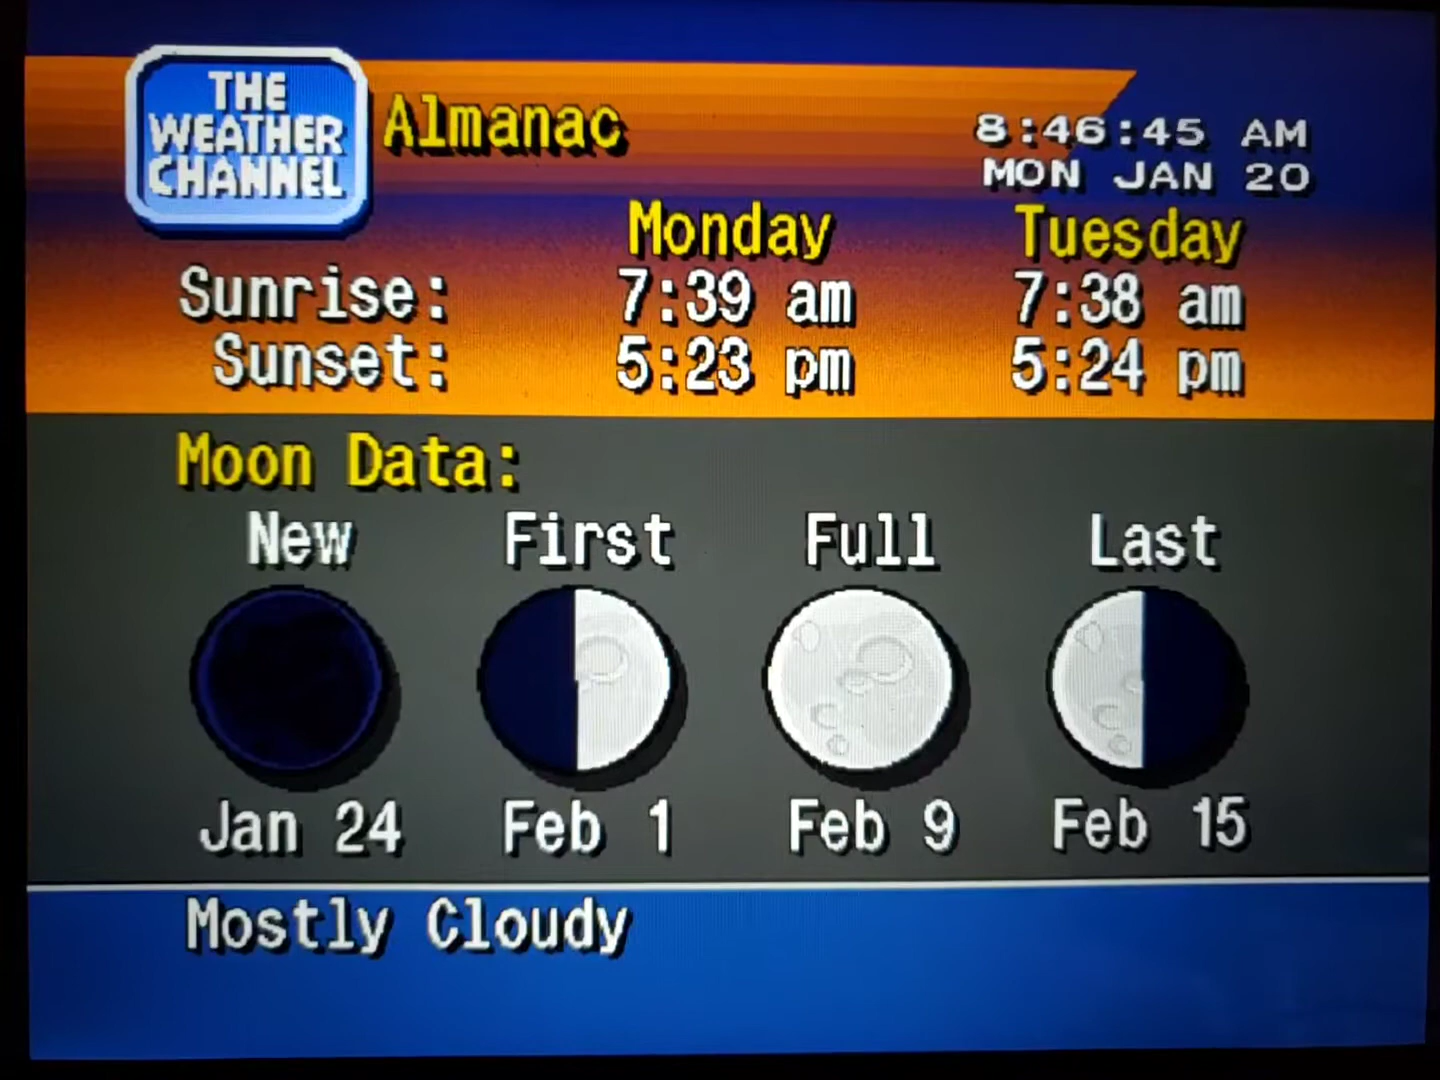 THE
WEATHER
CHANNEL
Almanac
8:46:45 AM
MON JAN 20
Monday Tuesday
Sunrise: 7:39 am 7:38 am
Sunset: 5:23 pm 5:24 pm
Moon Data:
New First Full Last
Jan 24 Feb 1 Feb 9 Feb 15
Mostly Cloudy